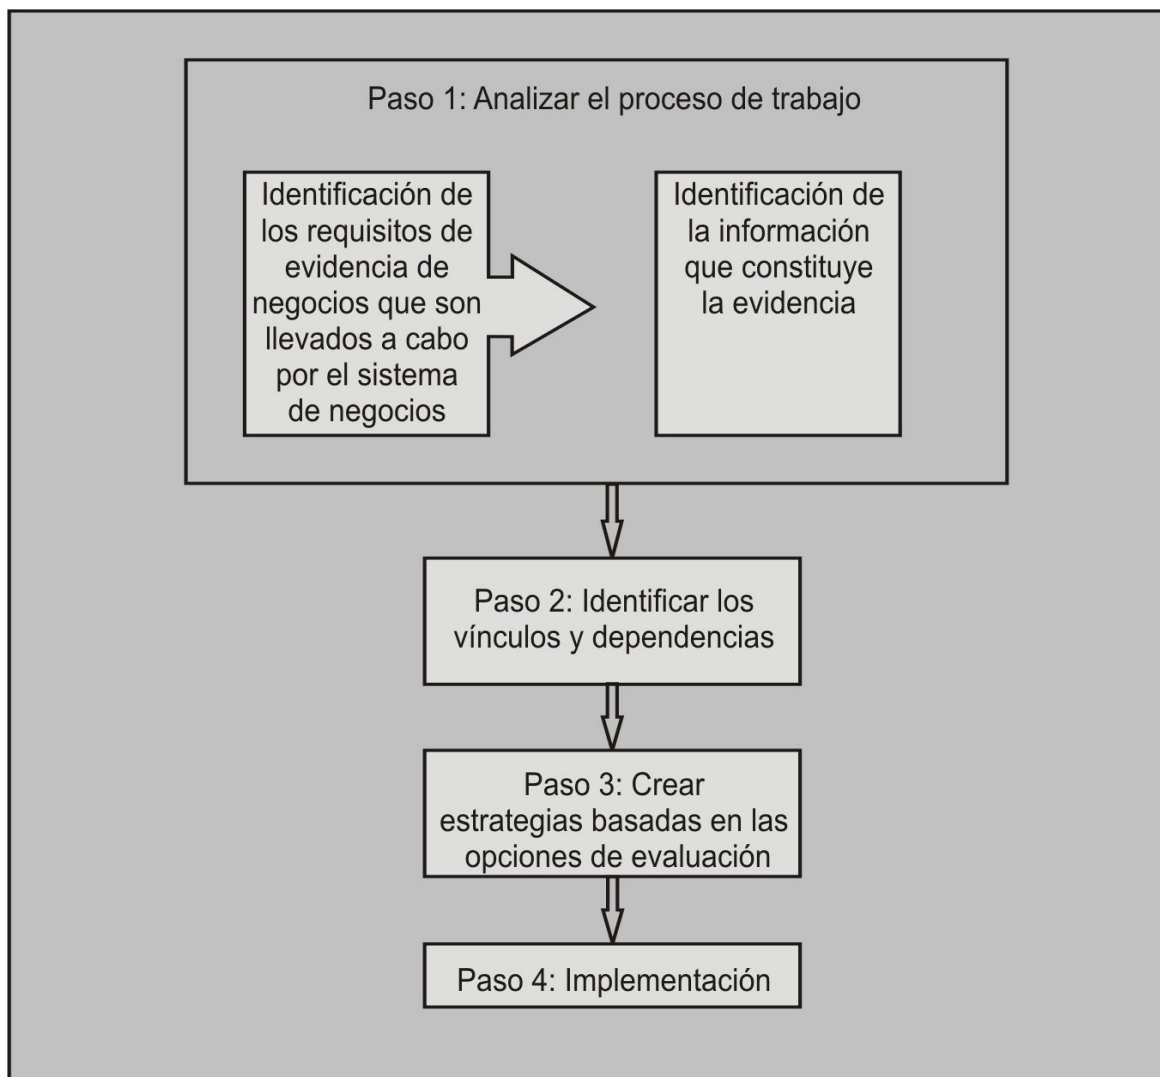 Paso 1: Analizar el proceso de trabajo
Identificación de
los requisitos de
evidencia de
negocios que son
llevados a cabo
por el sistema
de negocios
Identificación de
la información
que constituye
la evidencia
Paso 2: Identificar los
vínculos y dependencias
Paso 3: Crear
estrategias basadas en las
opciones de evaluación
Paso 4: Implementación